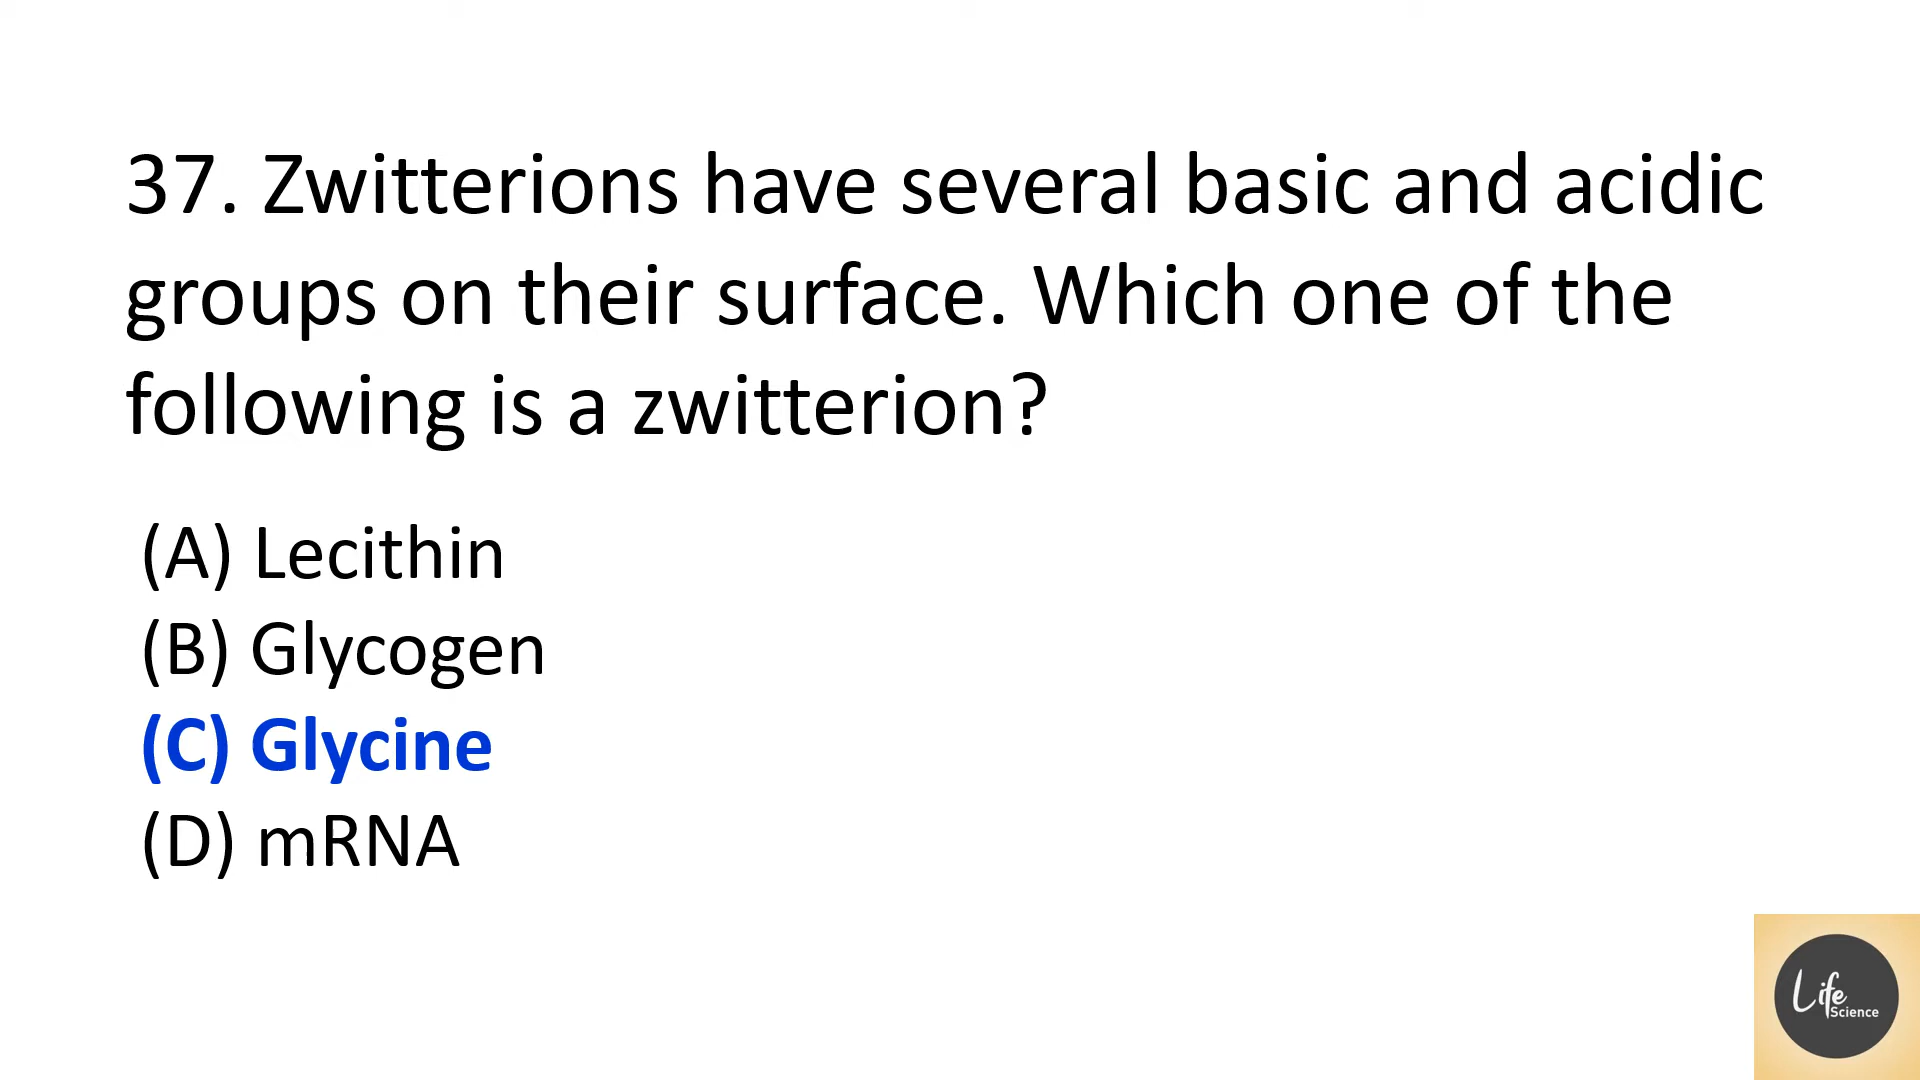 37. Zwitterions have several basic and acidic
groups on their surface. Which one of the
following is a zwitterion?
(A) Lecithin
(B) Glycogen
(C) Glycine
(D) mRNA
Life
Science